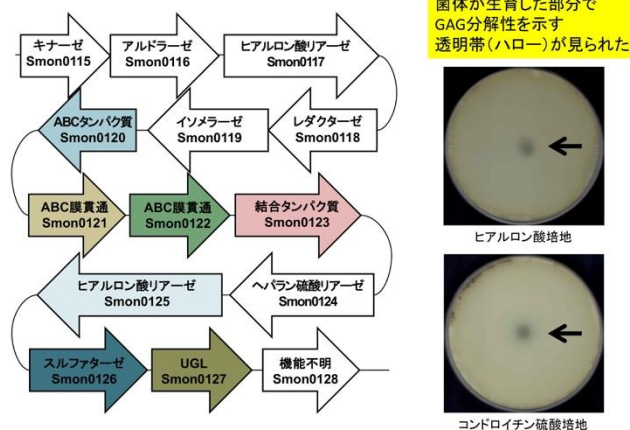 菌体が生育した部分で
GAG分解性を示す
透明帯(ハロー)が見られた
キナーゼ
Smon0115
アルドラーゼ
Smon0116
ヒアルロン酸リアーゼ
Smon0117
ABCタンパク質
Smon0120
イソメラーゼ
Smon0119
レダクターゼ
Smon0118
ABC膜貫通
Smon0121
ABC膜貫通
Smon0122
結合タンパク質
Smon0123
ヒアルロン酸リアーゼ
Smon0125
ヘパラン硫酸リアーゼ
Smon0124
スルファターゼ
Smon0126
UGL
Smon0127
機能不明
Smon0128
ヒアルロン酸培地
コンドロイチン硫酸培地